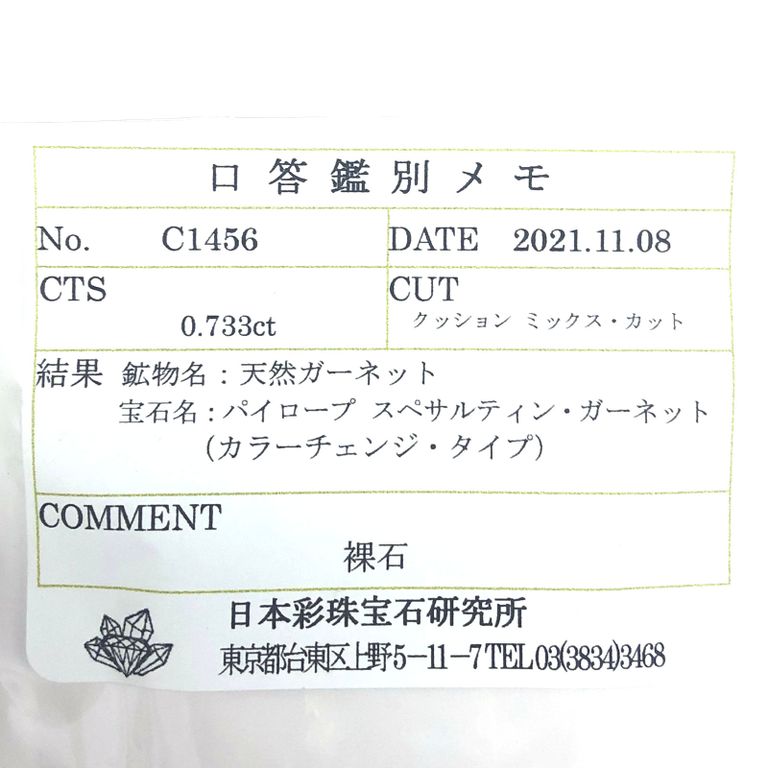 口答鑑別メモ
No. C1456 DATE 2021.11.08
CTS CUT
0.733ct クッション ミックス・カット
結果 鉱物名：天然ガーネット
宝石名：パイロープ スペサルティン・ガーネット
（カラーチェンジ・タイプ）
COMMENT
裸石
日本彩珠宝石研究所
東京都台東区上野5-11-7 TEL03(3834)3468